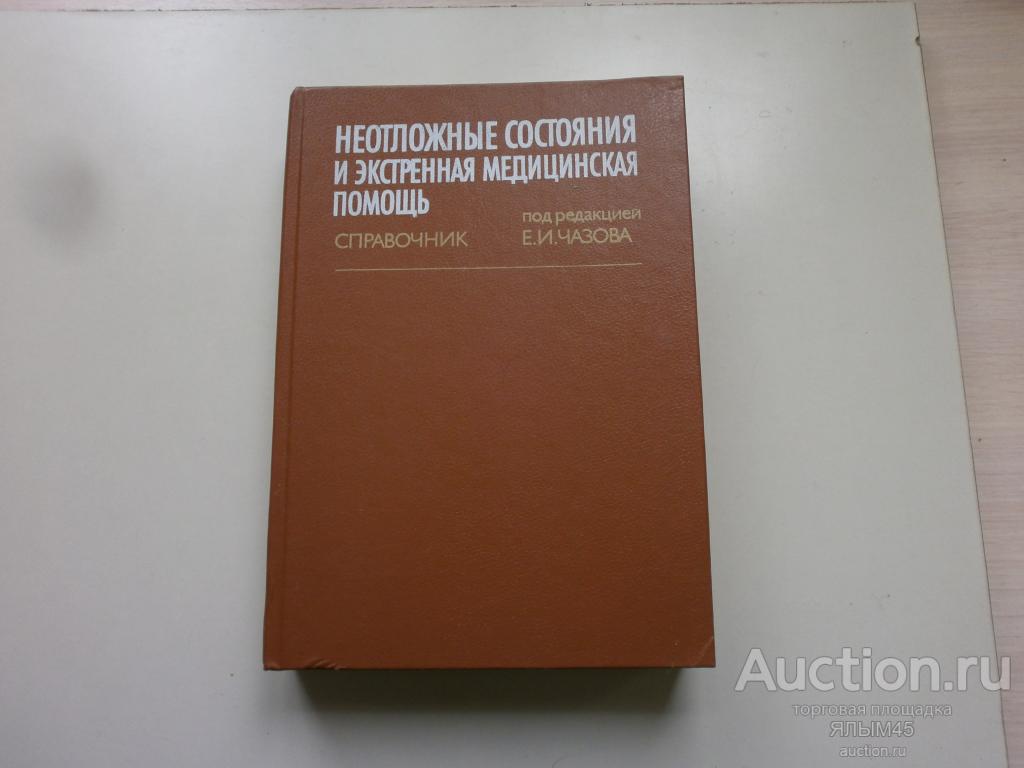 НЕОТЛОЖНЫЕ СОСТОЯНИЯ
И ЭКСТРЕННАЯ МЕДИЦИНСКАЯ
ПОМОЩЬ
под редакцией
СПРАВОЧНИК Е.И.ЧАЗОВА
Auction.ru
торговая площадка
ЯЛЫМ45
auction.ru